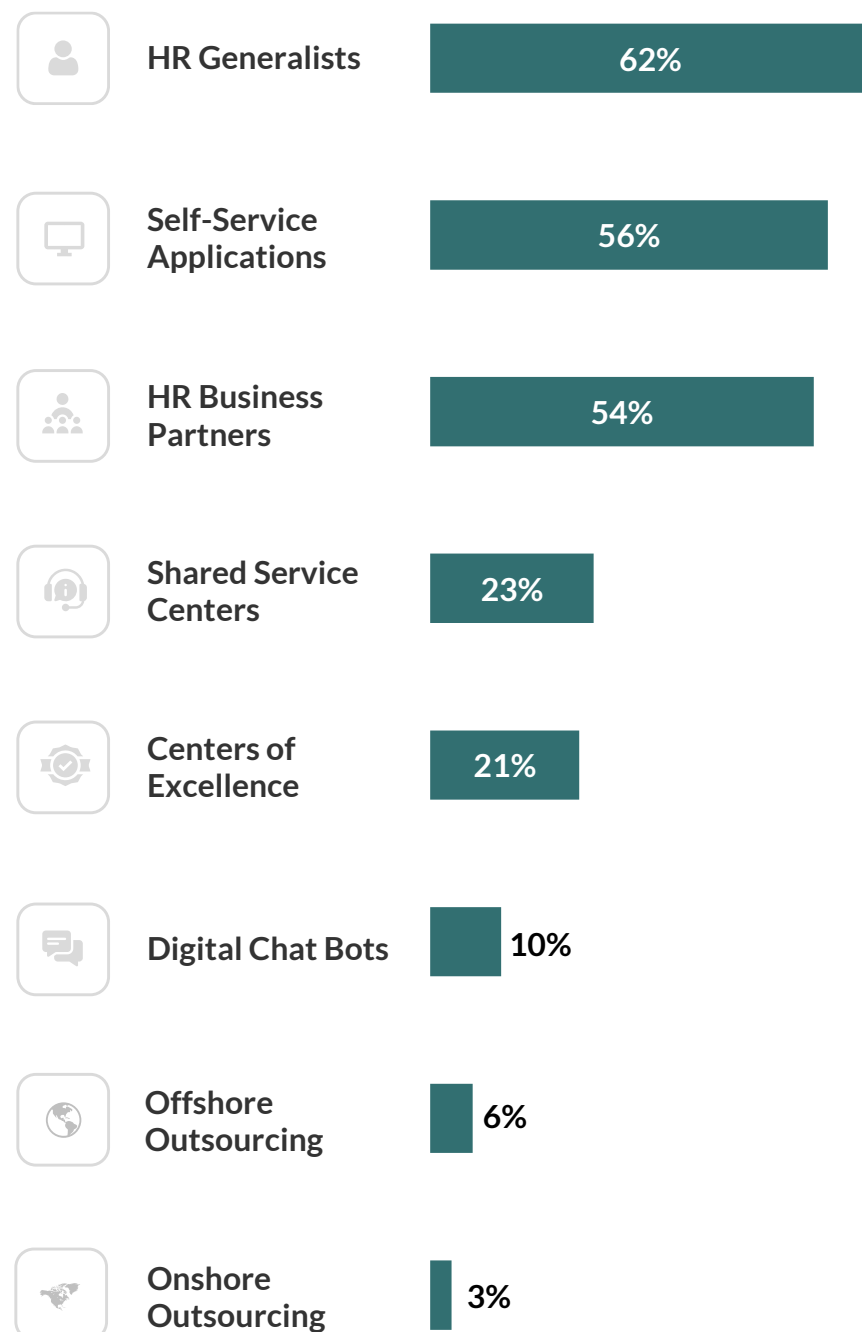 HR Generalists
62%
Self-Service
Applications
56%
HR Business
Partners
54%
Shared Service
Centers
23%
Centers of
Excellence
21%
Digital Chat Bots
10%
Offshore
Outsourcing
6%
Onshore
Outsourcing
3%